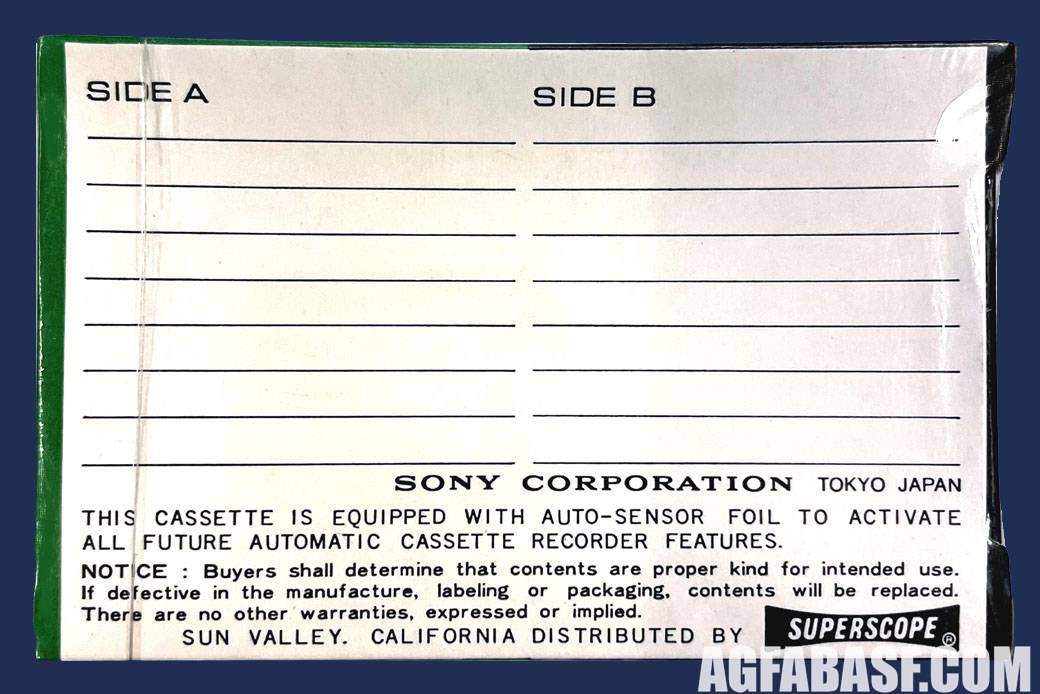 SIDE A
SIDE B
SONY CORPORATION TOKYO JAPAN
THIS CASSETTE IS EQUIPPED WITH AUTO-SENSOR FOIL TO ACTIVATE
ALL FUTURE AUTOMATIC CASSETTE RECORDER FEATURES.
NOTICE : Buyers shall determine that contents are proper kind for intended use.
If defective in the manufacture, labeling or packaging, contents will be replaced.
There are no other warranties, expressed or implied.
SUN VALLEY. CALIFORNIA DISTRIBUTED BY SUPERSCOPE®
AGFABASF.COM